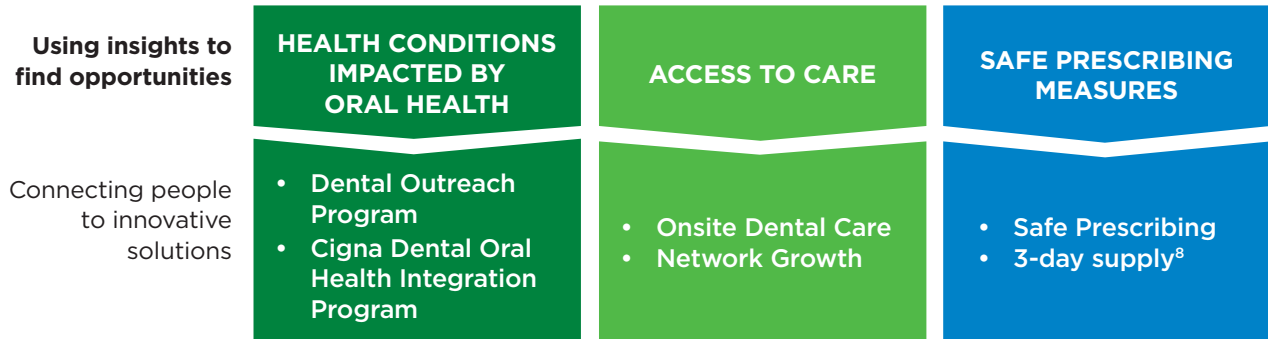 Using insights to
find opportunities
HEALTH CONDITIONS
IMPACTED BY
ORAL HEALTH
ACCESS TO CARE
SAFE PRESCRIBING
MEASURES
Connecting people
to innovative
solutions
• Dental Outreach
Program
• Cigna Dental Oral
Health Integration
Program
• Onsite Dental Care
• Network Growth
• Safe Prescribing
• 3-day supply⁸